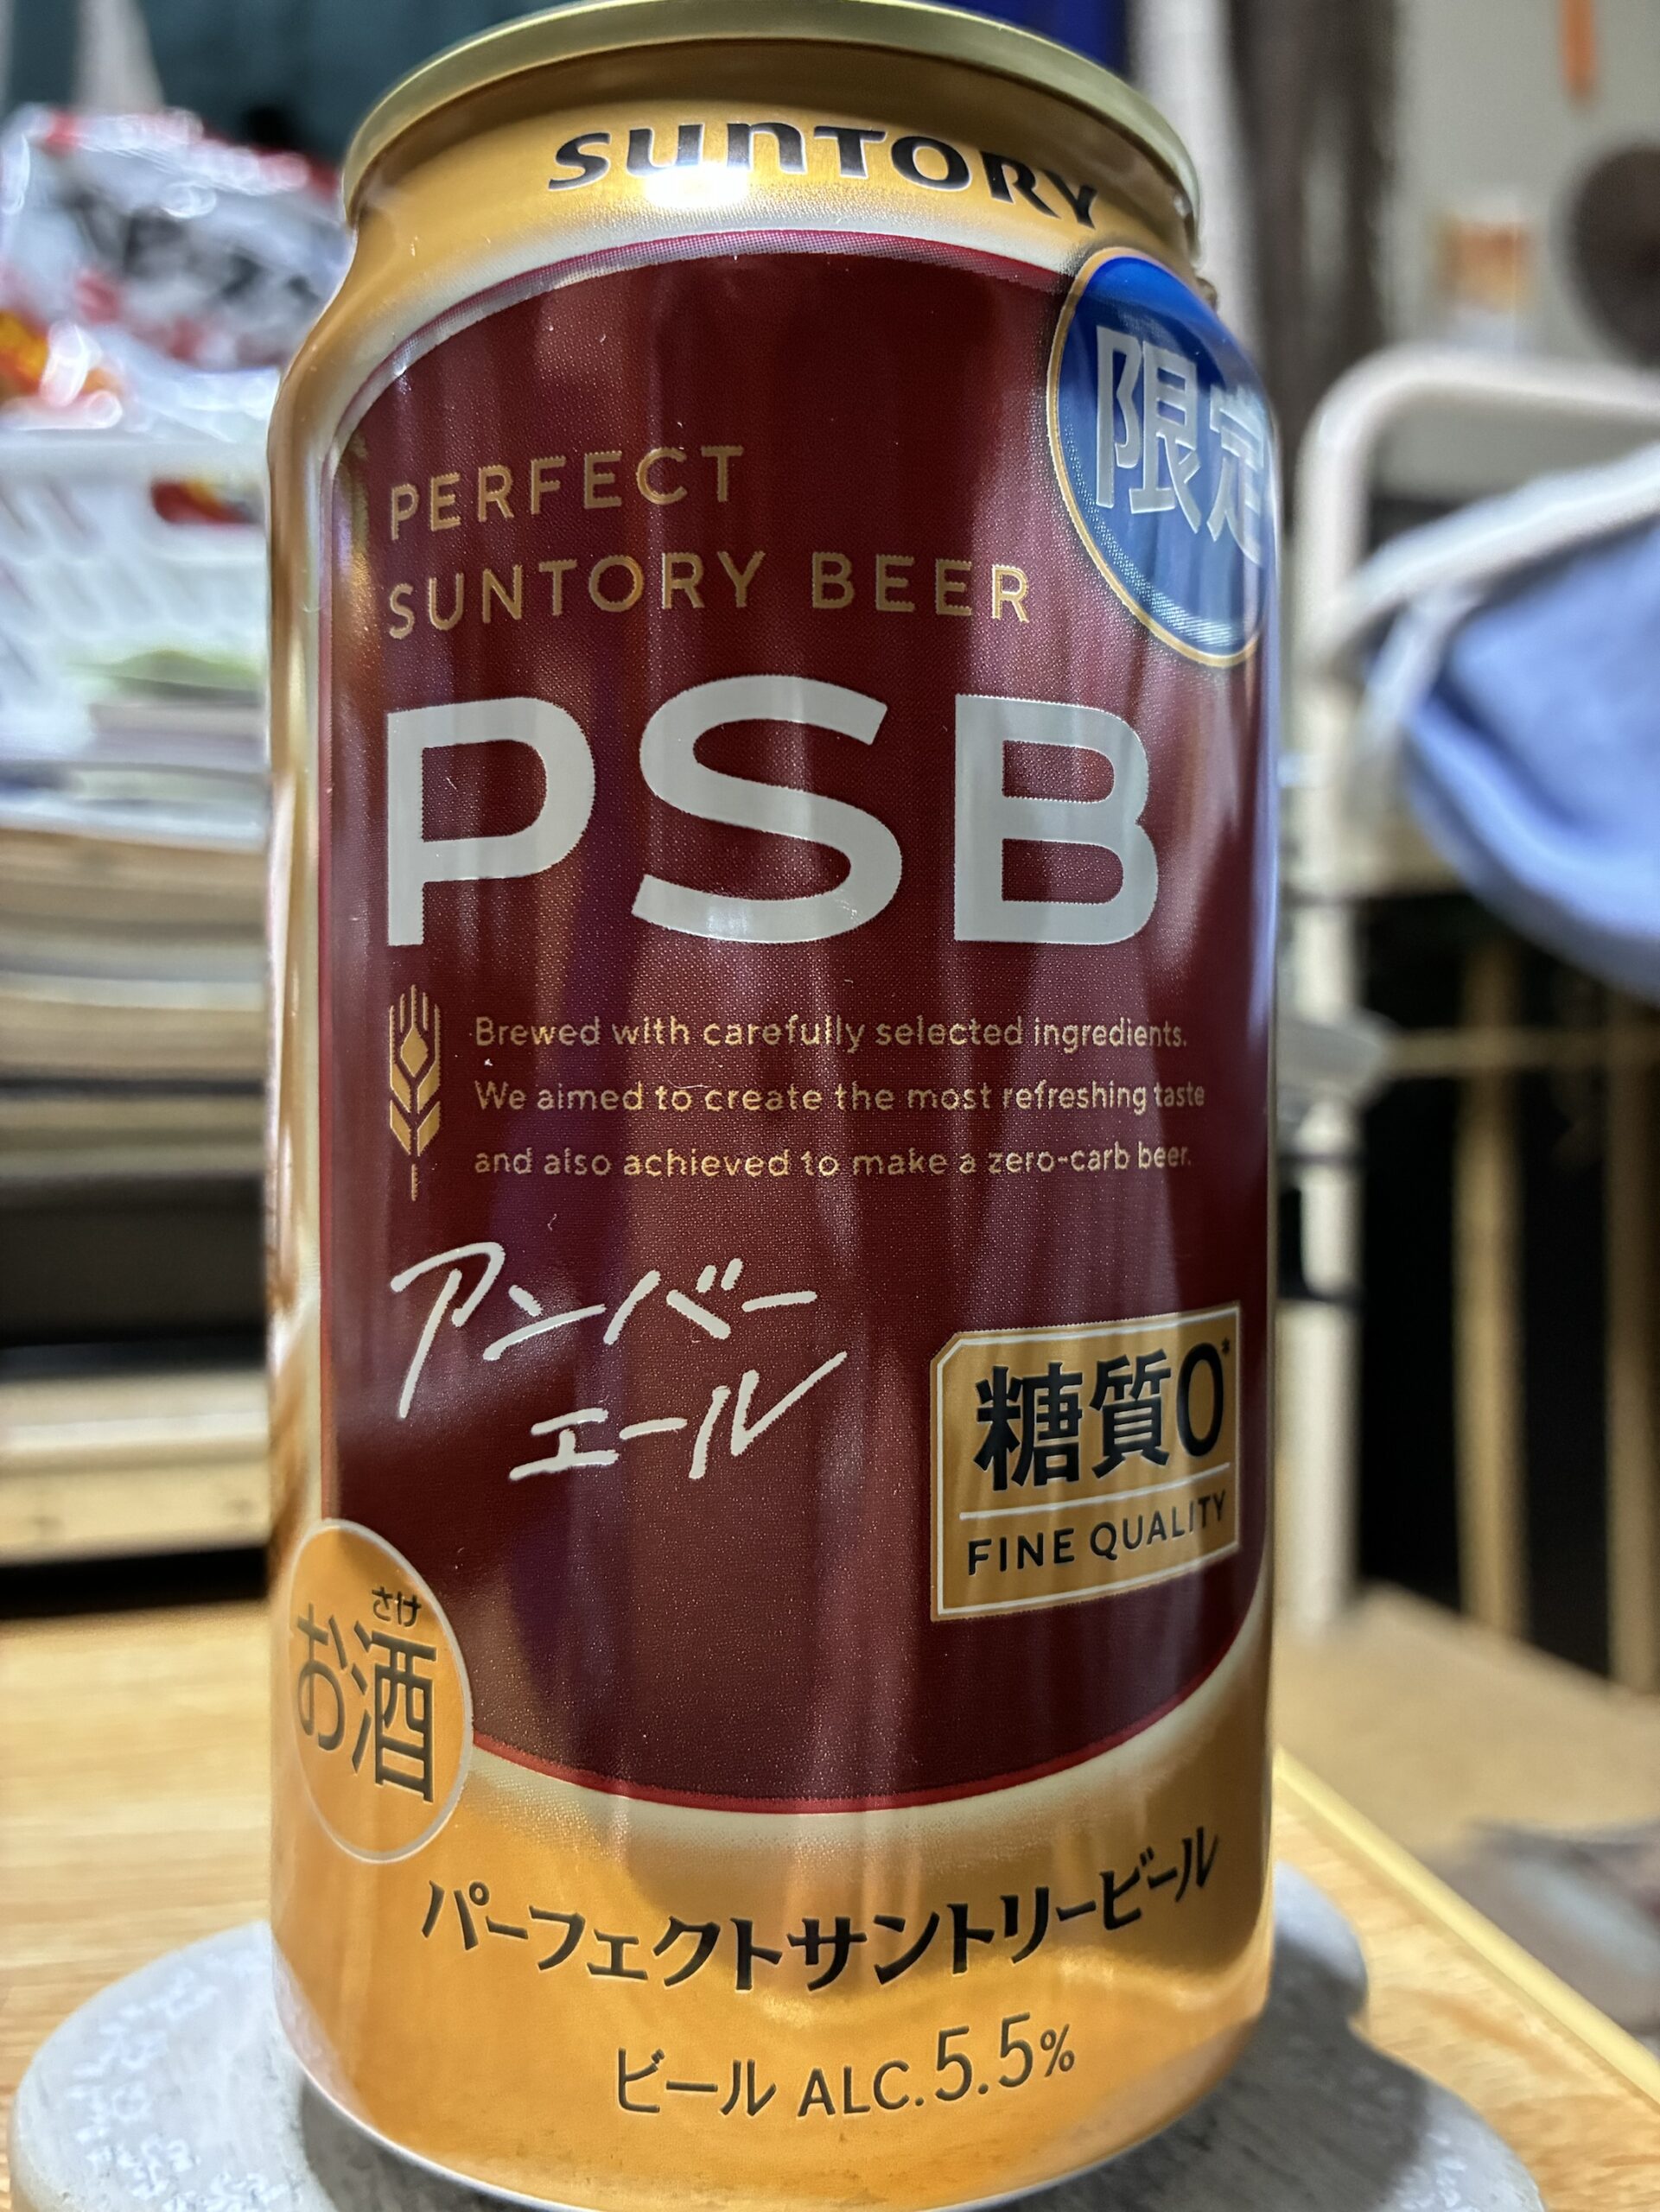 SUNTORY
限定
PERFECT
SUNTORY BEER
PSB
Brewed with carefully selected ingredients.
We aimed to create the most refreshing taste
and also achieved to make a zero-carb beer.
アンバー
エール
糖質0*
FINE QUALITY
さけ
お酒
パーフェクトサントリービール
ビール ALC.5.5%